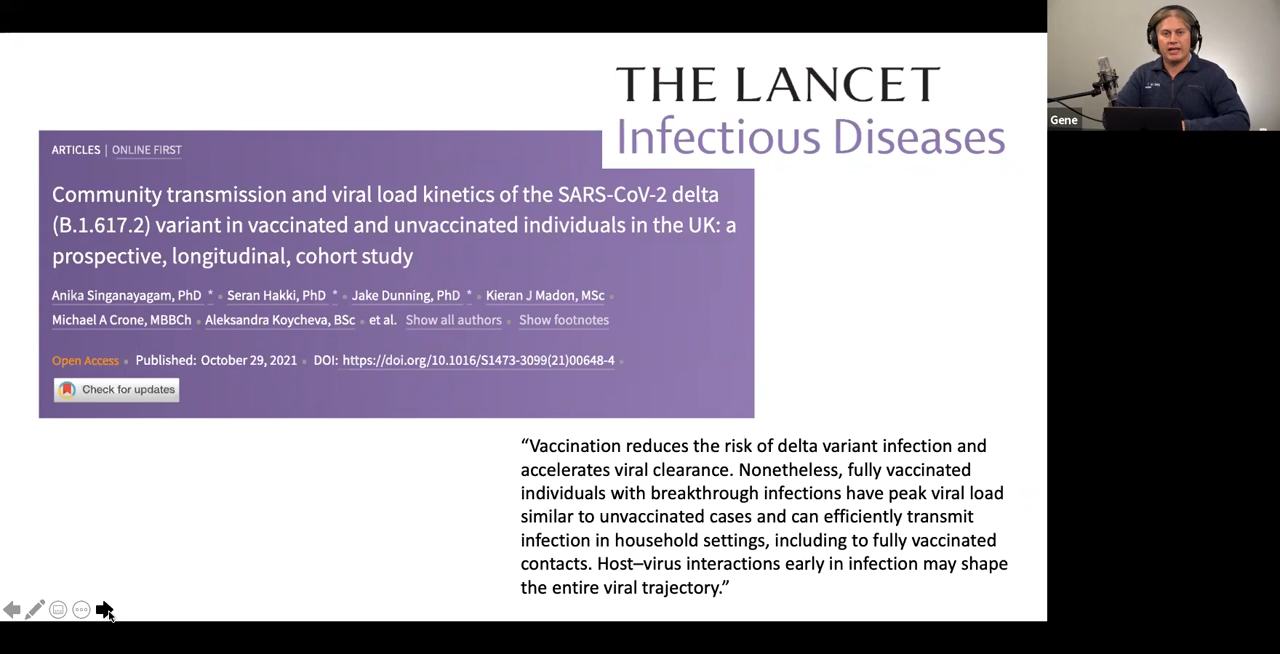 THE LANCET
Infectious Diseases
ARTICLES | ONLINE FIRST
Community transmission and viral load kinetics of the SARS-CoV-2 delta
(B.1.617.2) variant in vaccinated and unvaccinated individuals in the UK: a
prospective, longitudinal, cohort study
Anika Singanayagam, PhD * • Seran Hakki, PhD * • Jake Dunning, PhD * • Kieran J Madon, MSc •
Michael A Crone, MBBCh • Aleksandra Koycheva, BSc • et al. Show all authors • Show footnotes
Open Access • Published: October 29, 2021 • DOI: https://doi.org/10.1016/S1473-3099(21)00648-4 •
Check for updates
“Vaccination reduces the risk of delta variant infection and
accelerates viral clearance. Nonetheless, fully vaccinated
individuals with breakthrough infections have peak viral load
similar to unvaccinated cases and can efficiently transmit
infection in household settings, including to fully vaccinated
contacts. Host–virus interactions early in infection may shape
the entire viral trajectory.”
Gene